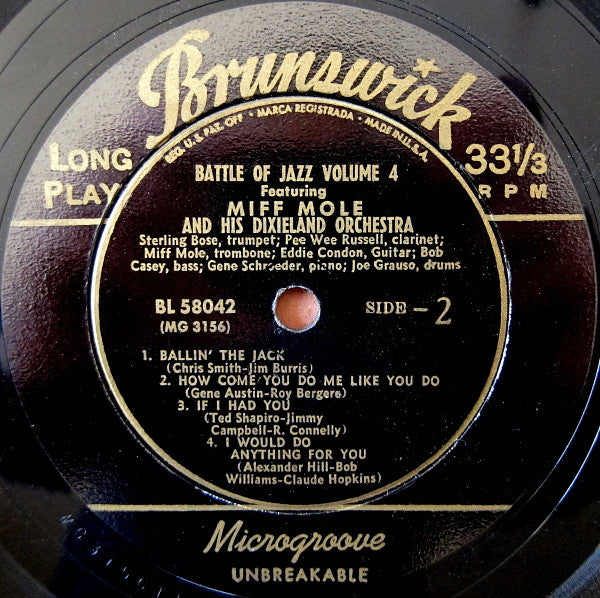 Brunswick
REG. U.S. PAT. OFF. • MARCA REGISTRADA • MADE IN U.S.A.
LONG PLAY
33 1/3 RPM
BATTLE OF JAZZ VOLUME 4
Featuring
MIFF MOLE
AND HIS DIXIELAND ORCHESTRA
Sterling Bose, trumpet; Pee Wee Russell, clarinet;
Miff Mole, trombone; Eddie Condon, Guitar; Bob
Casey, bass; Gene Schroeder, piano; Joe Grauso, drums
BL 58042
(MG 3156)
SIDE - 2
1. BALLIN' THE JACK
(Chris Smith-Jim Burris)
2. HOW COME YOU DO ME LIKE YOU DO
(Gene Austin-Roy Bergere)
3. IF I HAD YOU
(Ted Shapiro-Jimmy
Campbell-R. Connelly)
4. I WOULD DO
ANYTHING FOR YOU
(Alexander Hill-Bob
Williams-Claude Hopkins)
Microgroove
UNBREAKABLE